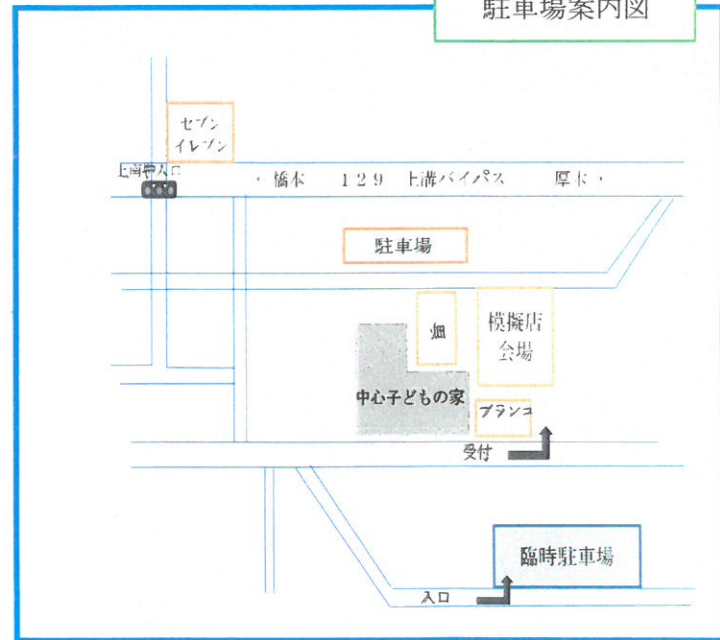 駐車場案内図
セブン
イレブン
上南部入口
橋本 129 上溝バイパス 厚木
駐車場
畑
模擬店
会場
中心子どもの家
ブランコ
受付
臨時駐車場
入口